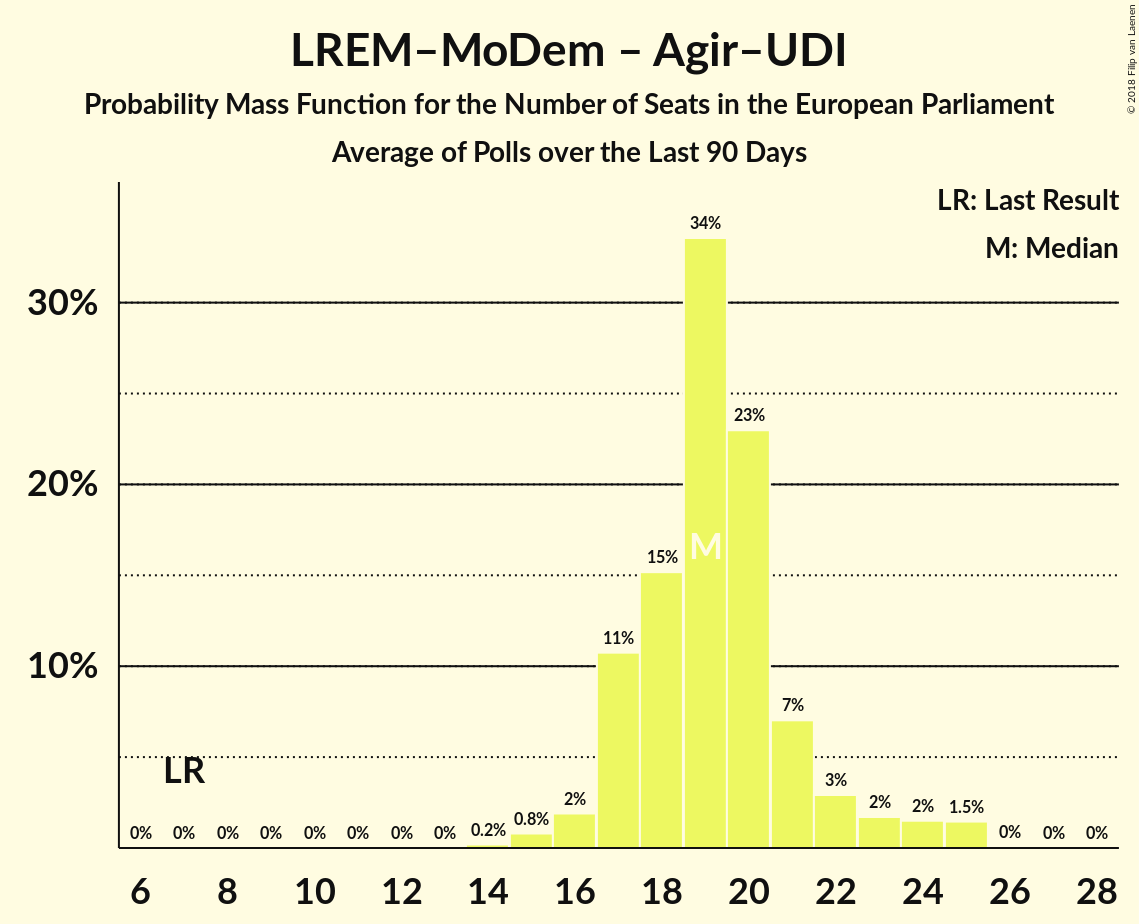 LREM–MoDem – Agir–UDI
Probability Mass Function for the Number of Seats in the European Parliament
Average of Polls over the Last 90 Days
© 2018 Filip van Laenen
LR: Last Result
M: Median
30%
20%
10%
LR
M
0% 0% 0% 0% 0% 0% 0% 0% 0.2% 0.8% 2% 11% 15% 34% 23% 7% 3% 2% 2% 1.5% 0% 0% 0%
6 8 10 12 14 16 18 20 22 24 26 28